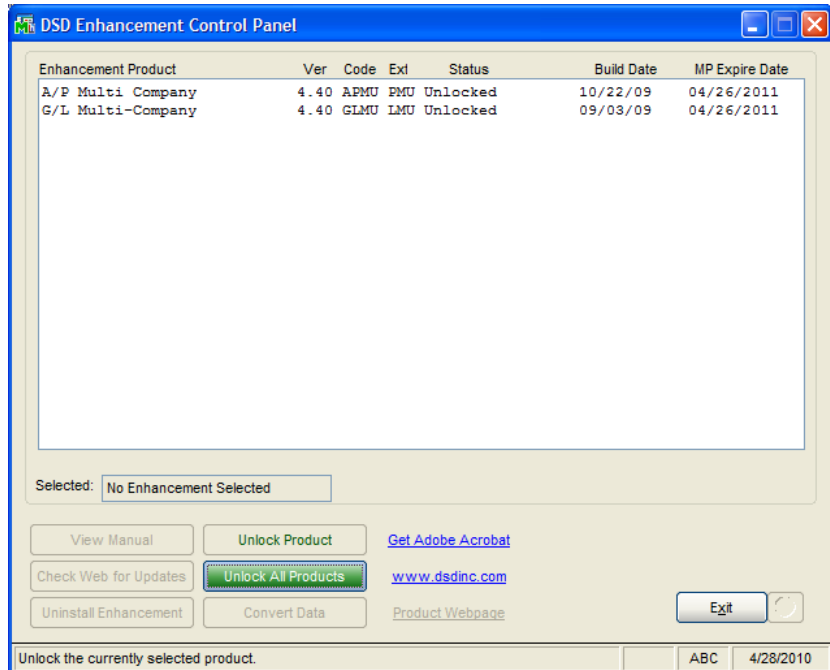 DSD Enhancement Control Panel
Enhancement Product Ver Code Ext Status Build Date MP Expire Date
A/P Multi Company 4.40 APMU PMU Unlocked 10/22/09 04/26/2011
G/L Multi-Company 4.40 GLMU LMU Unlocked 09/03/09 04/26/2011
Selected: No Enhancement Selected
View Manual Unlock Product Get Adobe Acrobat
Check Web for Updates Unlock All Products www.dsdinc.com
Uninstall Enhancement Convert Data Product Webpage Exit
Unlock the currently selected product. ABC 4/28/2010